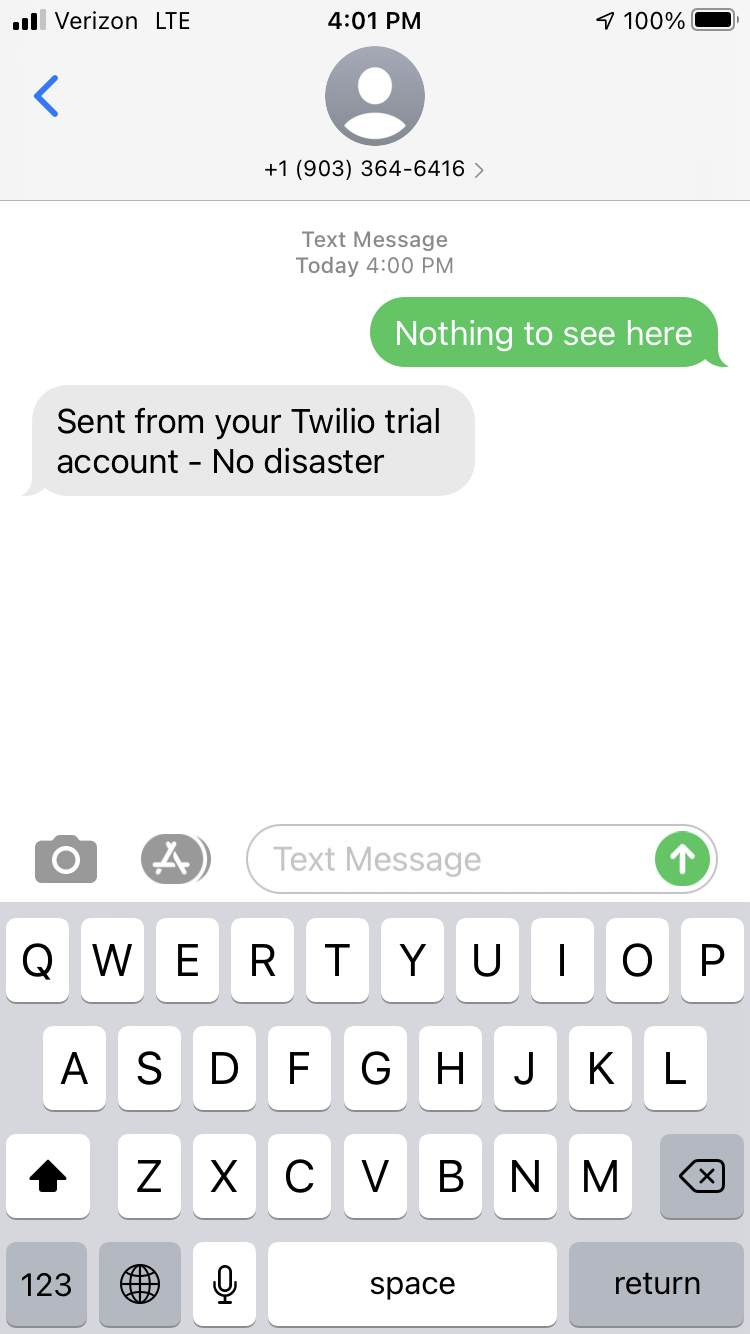 Verizon LTE 4:01 PM 100%
+1 (903) 364-6416
Text Message
Today 4:00 PM
Nothing to see here
Sent from your Twilio trial
account - No disaster
Text Message
Q W E R T Y U I O P
A S D F G H J K L
Z X C V B N M
123 space return